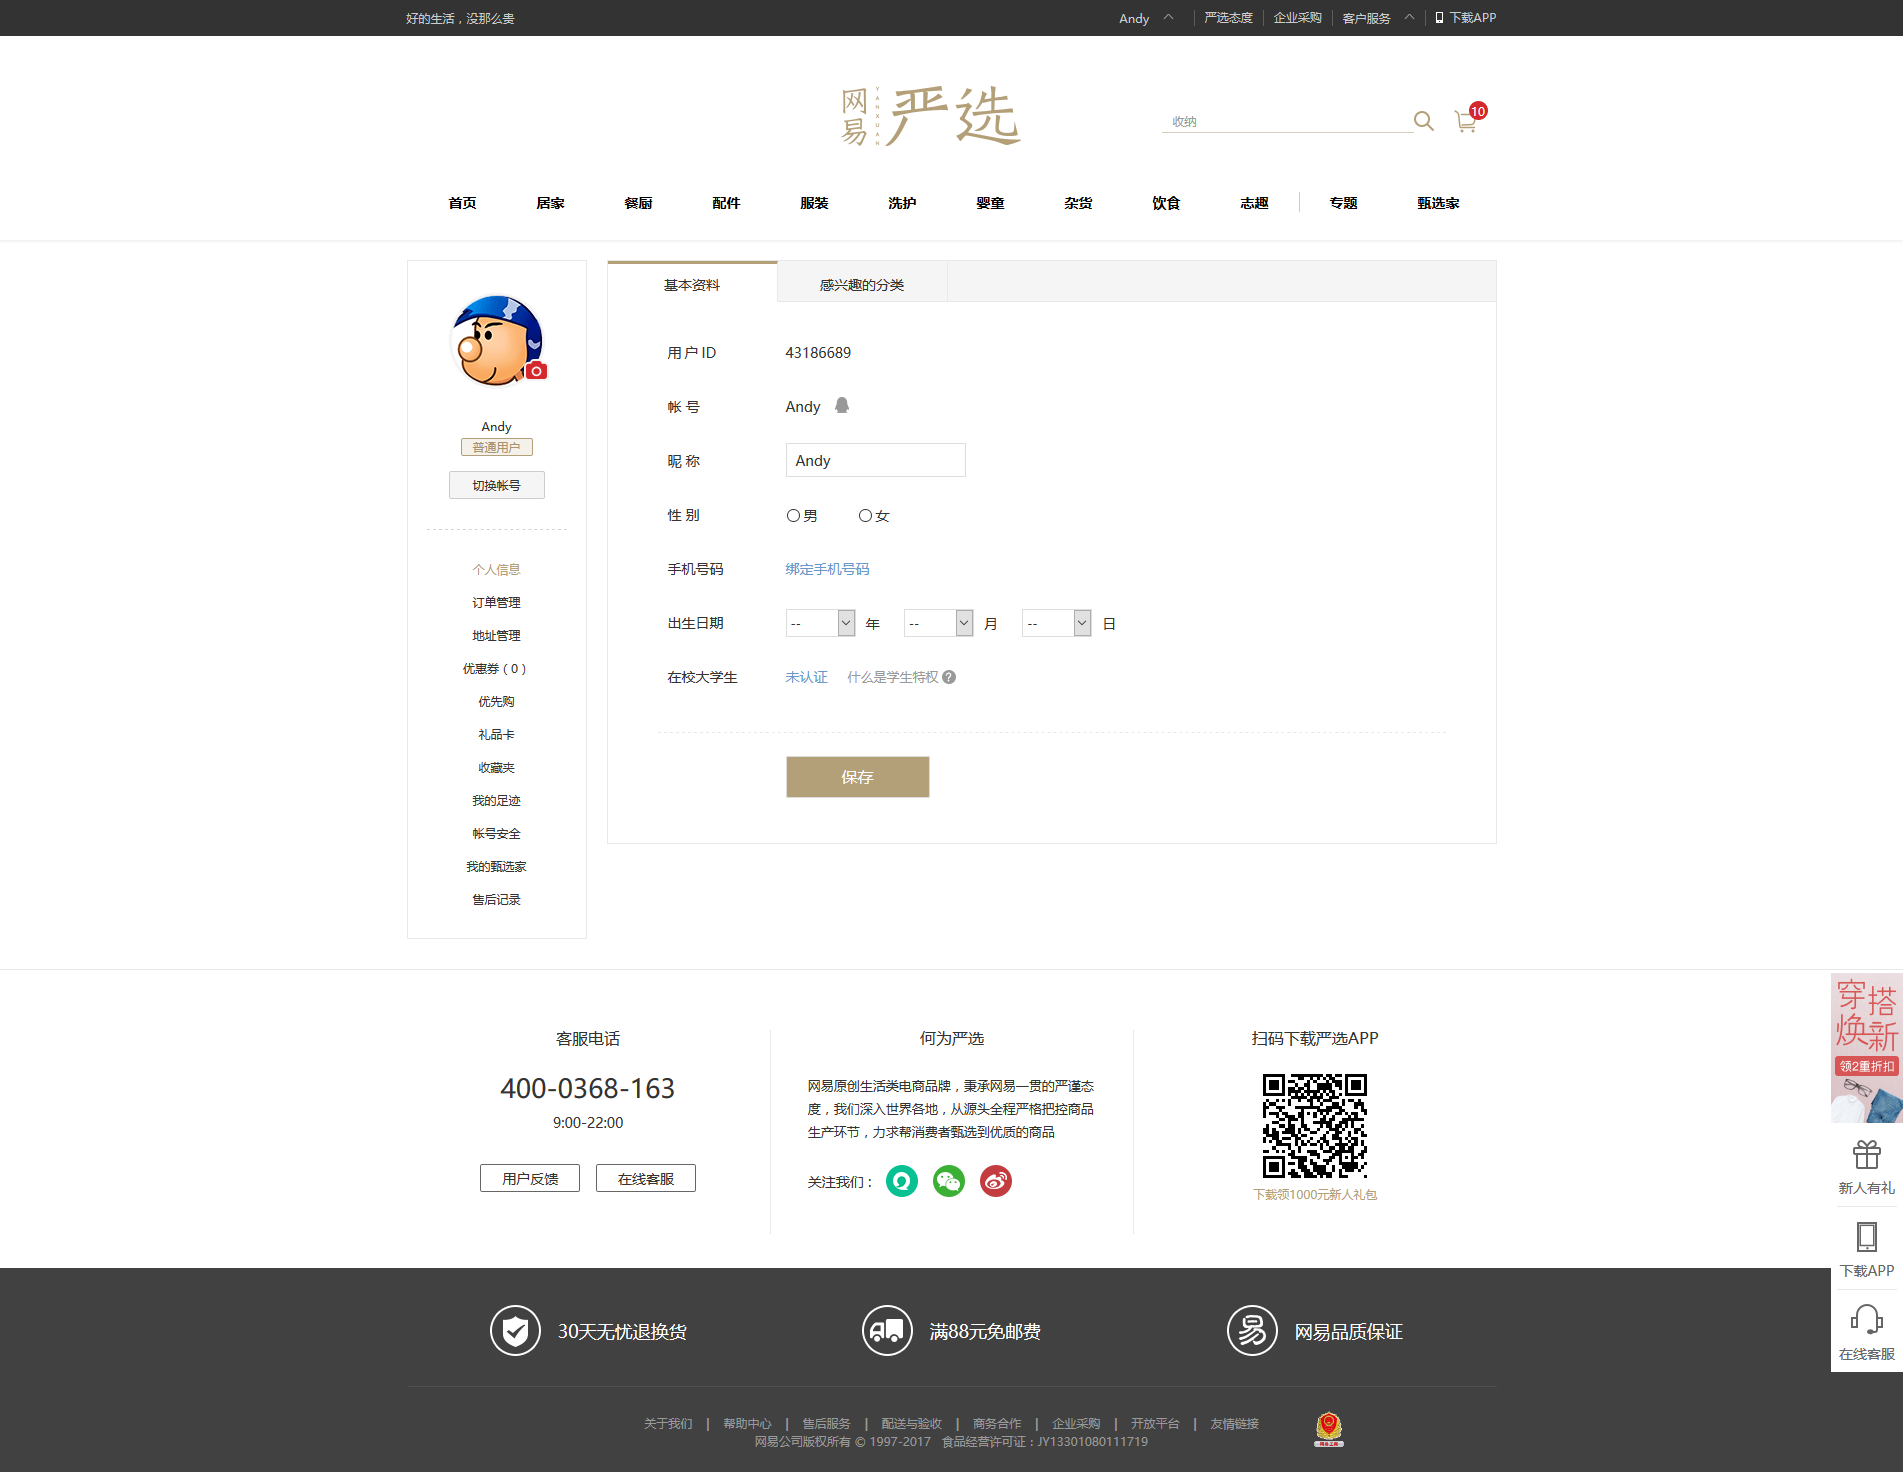 好的生活，没那么贵
Andy 严选态度 企业采购 客户服务 下载APP
网易 YANXUAN 严选
收纳
10
首页 居家 餐厨 配件 服装 洗护 婴童 杂货 饮食 志趣 专题 甄选家
Andy
普通用户
切换帐号
个人信息
订单管理
地址管理
优惠券 ( 0 )
优先购
礼品卡
收藏夹
我的足迹
帐号安全
我的甄选家
售后记录
基本资料 感兴趣的分类
用 户 ID 43186689
帐 号 Andy
昵 称 Andy
性 别 男 女
手机号码 绑定手机号码
出生日期 -- 年 -- 月 -- 日
在校大学生 未认证 什么是学生特权 ?
保存
客服电话
400-0368-163
9:00-22:00
用户反馈 在线客服
何为严选
网易原创生活类电商品牌，秉承网易一贯的严谨态
度，我们深入世界各地，从源头全程严格把控商品
生产环节，力求帮消费者甄选到优质的商品
关注我们：
扫码下载严选APP
下载领1000元新人礼包
穿搭
焕新
领2重折扣
新人有礼
下载APP
在线客服
30天无忧退换货 满88元免邮费 易 网易品质保证
关于我们 | 帮助中心 | 售后服务 | 配送与验收 | 商务合作 | 企业采购 | 开放平台 | 友情链接
网易公司版权所有 © 1997-2017 食品经营许可证：JY13301080111719